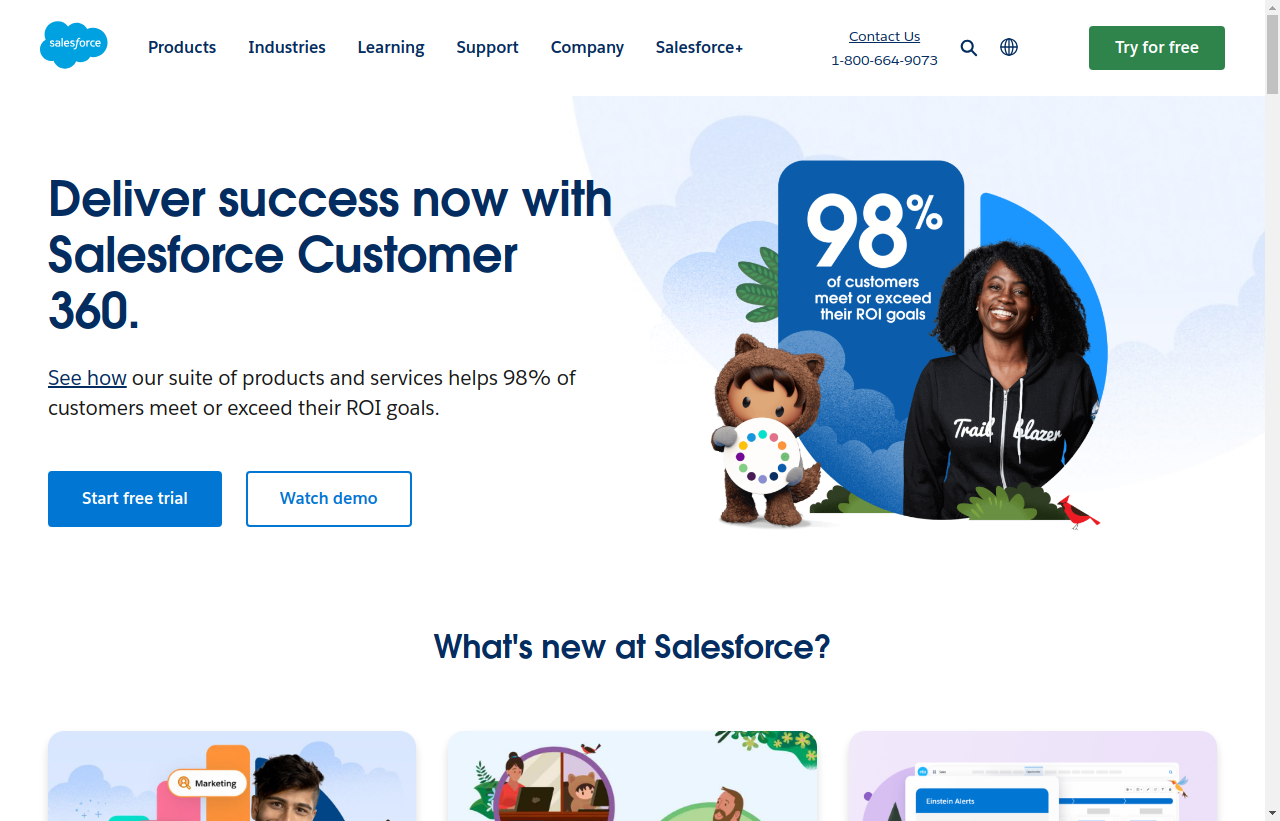 salesforce
Products
Industries
Learning
Support
Company
Salesforce+
Contact Us
1-800-664-9073
Try for free
Deliver success now with
Salesforce Customer
360.
See how our suite of products and services helps 98% of
customers meet or exceed their ROI goals.
Start free trial
Watch demo
98%
of customers
meet or exceed
their ROI goals
Trailblazer
What's new at Salesforce?
Marketing
Einstein Alerts